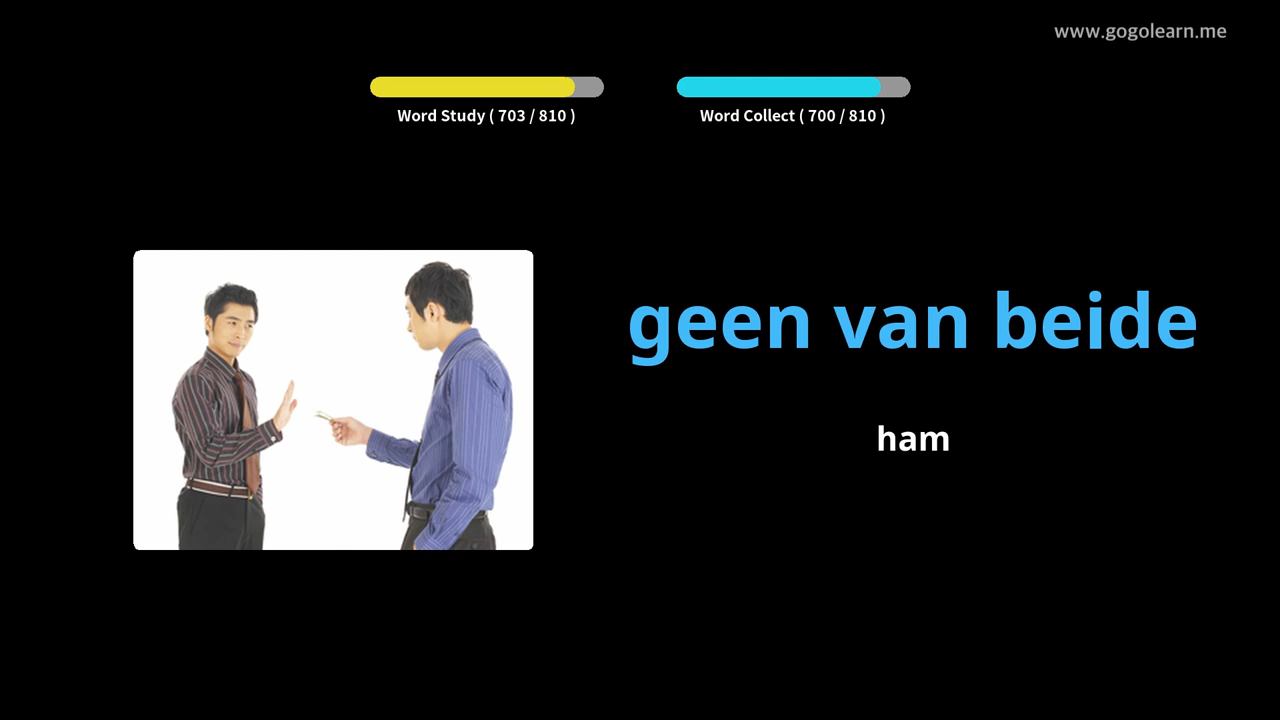 www.gogolearn.me
Word Study ( 703 / 810 )
Word Collect ( 700 / 810 )
geen van beide
ham